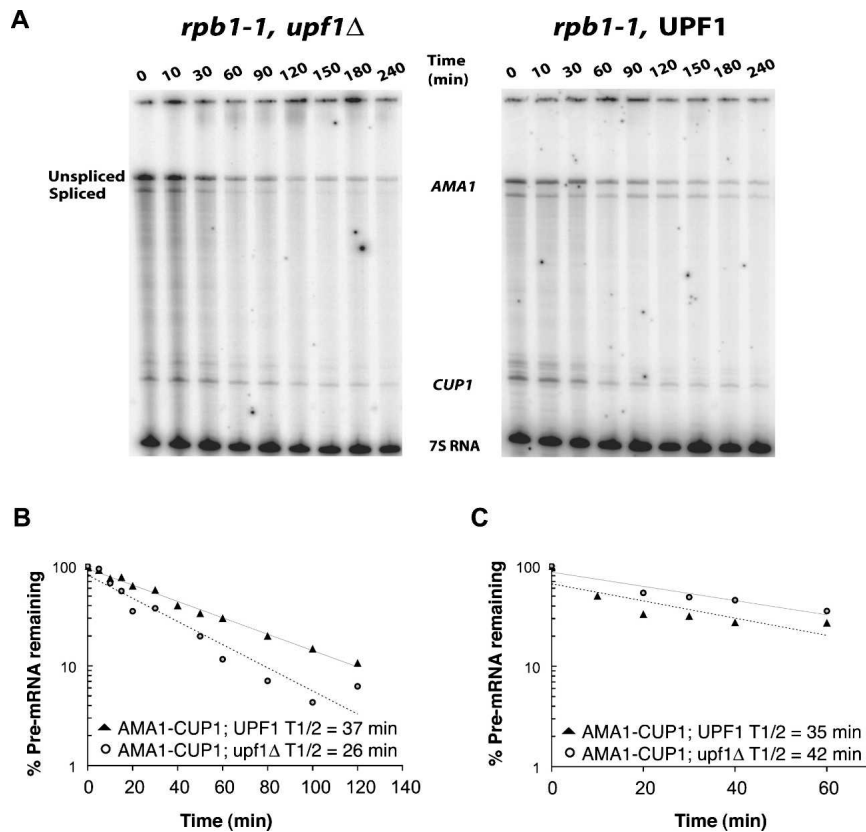 A
rpb1-1, upf1Δ
rpb1-1, UPF1
0 10 30 60 90 120 150 180 240
Time
(min)
0 10 30 60 90 120 150 180 240
Unspliced
Spliced
AMA1
CUP1
7S RNA
B
% Pre-mRNA remaining
100
10
1
0 20 40 60 80 100 120 140
Time (min)
▲ AMA1-CUP1; UPF1 T1/2 = 37 min
○ AMA1-CUP1; upf1Δ T1/2 = 26 min
C
% Pre-mRNA remaining
100
10
1
0 20 40 60
Time (min)
▲ AMA1-CUP1; UPF1 T1/2 = 35 min
○ AMA1-CUP1; upf1Δ T1/2 = 42 min